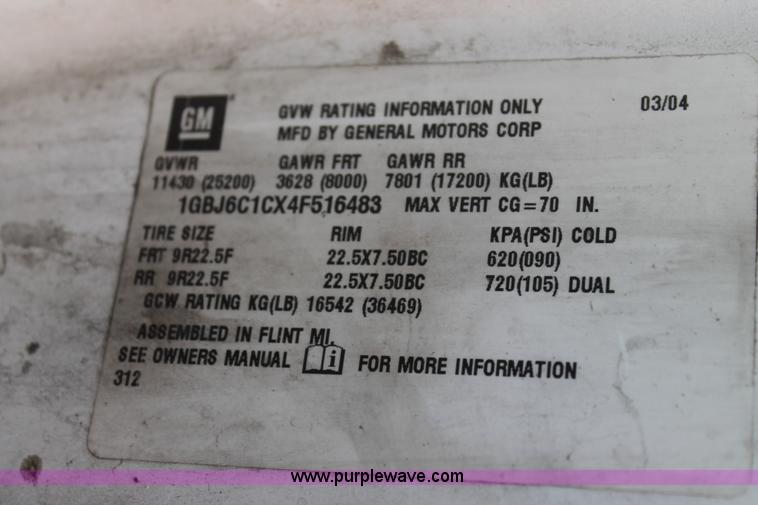 GM GVW RATING INFORMATION ONLY 03/04
MFD BY GENERAL MOTORS CORP
GVWR GAWR FRT GAWR RR
11430 (25200) 3628 (8000) 7801 (17200) KG(LB)
1GBJ6C1CX4F516483 MAX VERT CG=70 IN.
TIRE SIZE RIM KPA(PSI) COLD
FRT 9R22.5F 22.5X7.50BC 620(090)
RR 9R22.5F 22.5X7.50BC 720(105) DUAL
GCW RATING KG(LB) 16542 (36469)
ASSEMBLED IN FLINT MI.
SEE OWNERS MANUAL i FOR MORE INFORMATION
312
www.purplewave.com